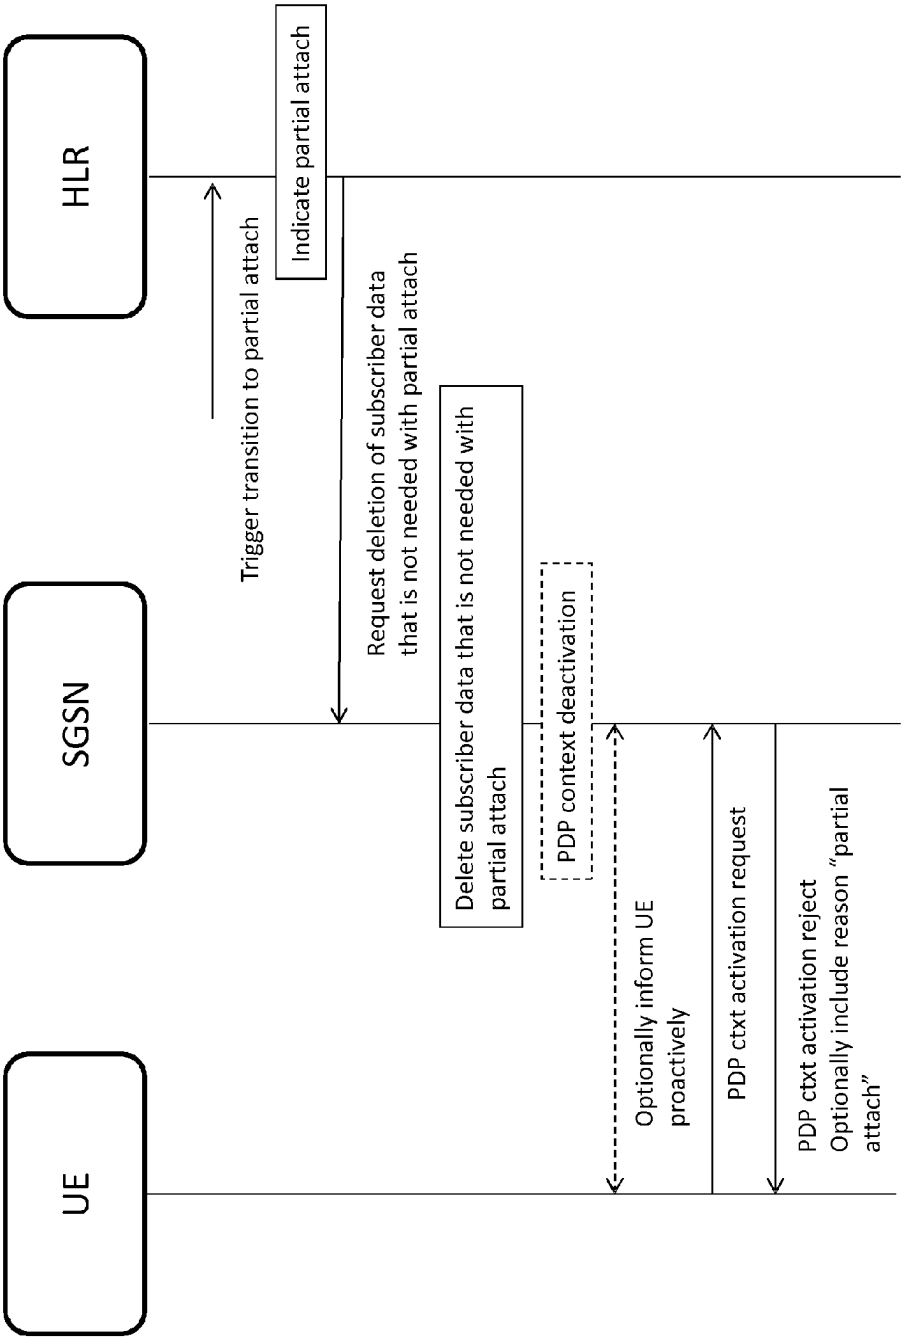 UE
SGSN
HLR
Trigger transition to partial attach
Indicate partial attach
Request deletion of subscriber data
that is not needed with partial attach
Delete subscriber data that is not needed with
partial attach
PDP context deactivation
Optionally inform UE
proactively
PDP ctxt activation request
PDP ctxt activation reject
Optionally include reason “partial
attach”